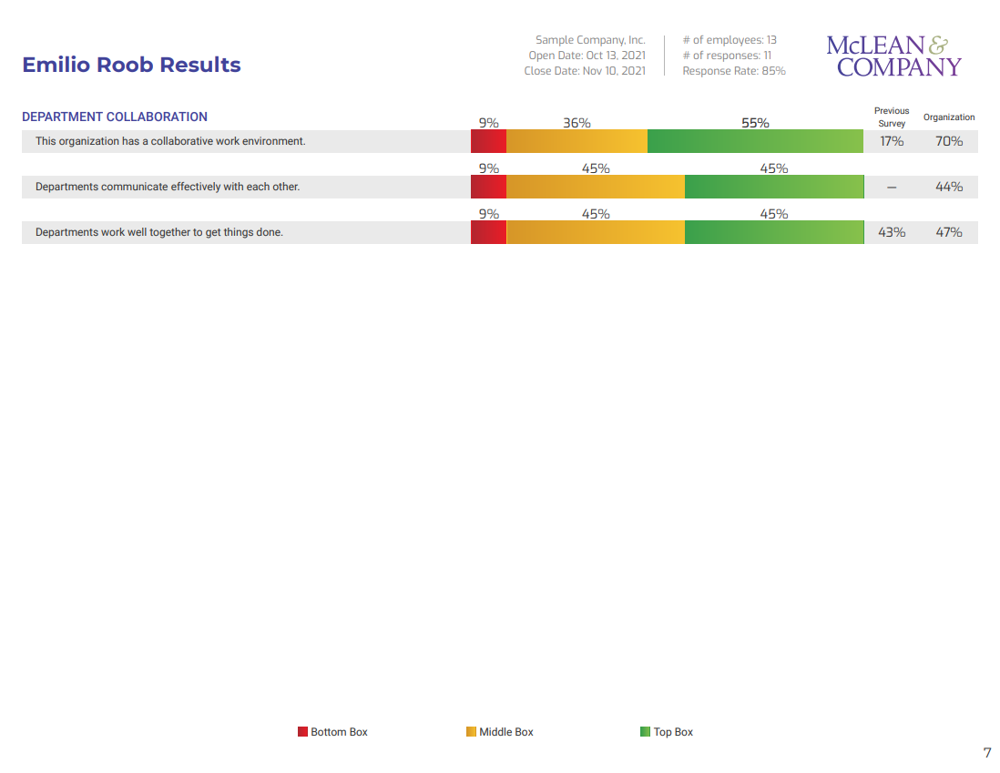 Emilio Roob Results
Sample Company, Inc.
Open Date: Oct 13, 2021
Close Date: Nov 10, 2021
# of employees: 13
# of responses: 11
Response Rate: 85%
McLEAN &
COMPANY
DEPARTMENT COLLABORATION
Previous
Survey
Organization
9% 36% 55%
This organization has a collaborative work environment. 17% 70%
9% 45% 45%
Departments communicate effectively with each other. – 44%
9% 45% 45%
Departments work well together to get things done. 43% 47%
Bottom Box Middle Box Top Box
7